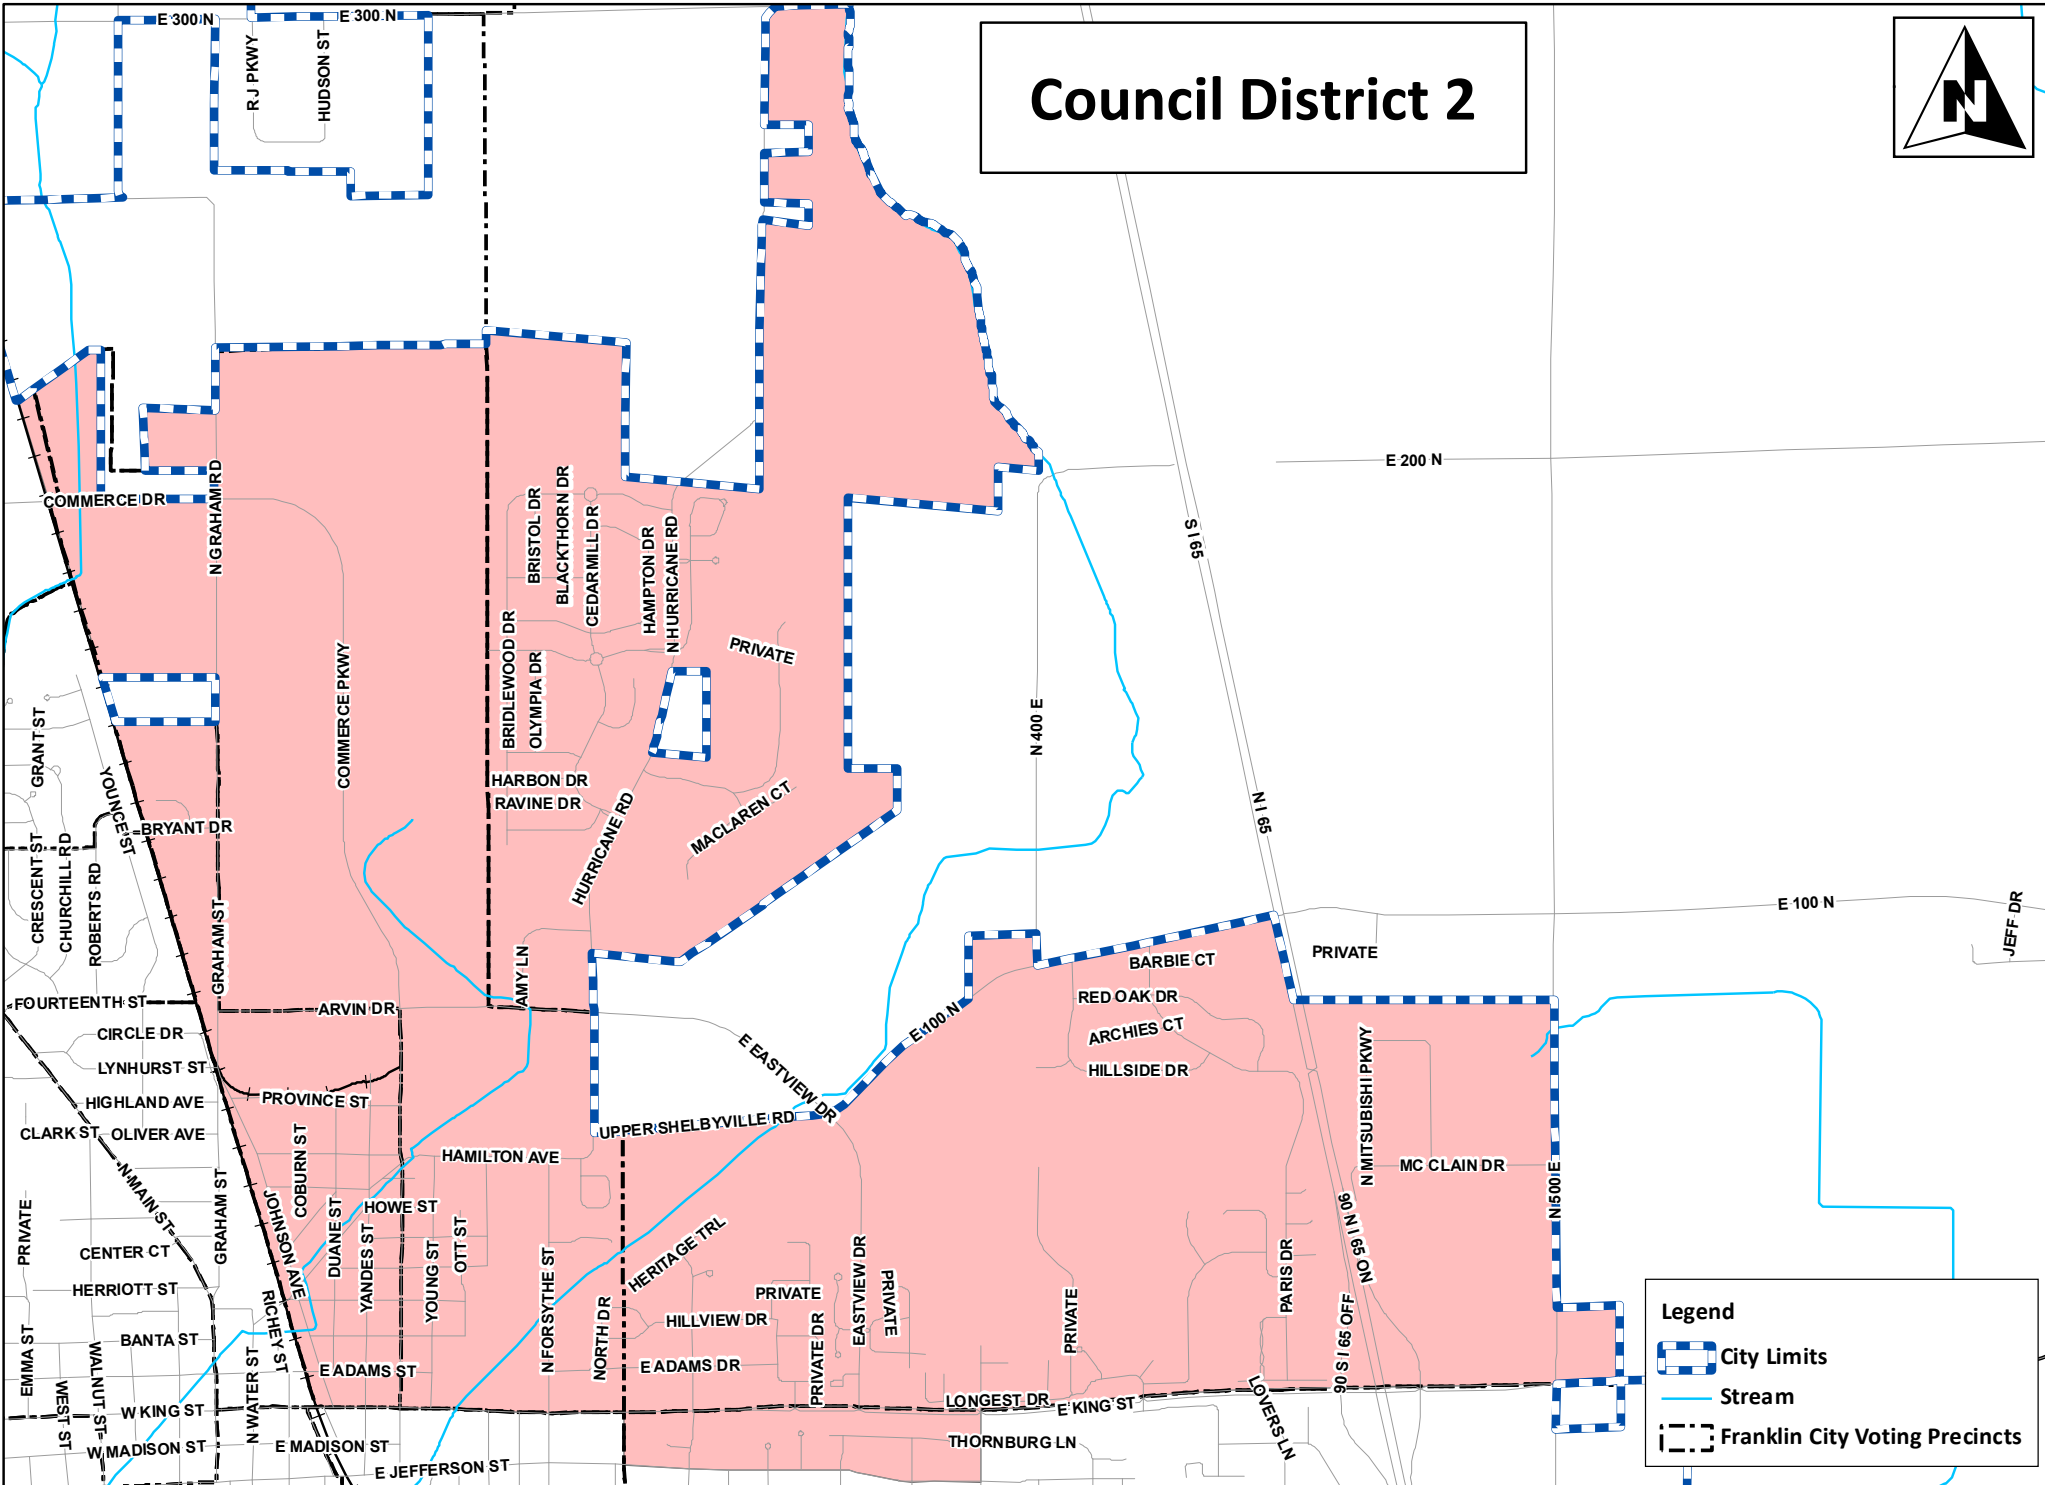 E 300 N
E 300 N
RJ PKWY
HUDSON ST
Council District 2
N
E 200 N
COMMERCE DR
N GRAHAM RD
BRISTOL DR
BLACKTHORN DR
CEDARMILL DR
HAMPTON DR
N HURRICANE RD
S I 65
BRIDLEWOOD DR
OLYMPIA DR
PRIVATE
COMMERCE PKWY
N 400 E
GRANT ST
YOUNCE ST
HARBON DR
RAVINE DR
HURRICANE RD
MACLAREN CT
N I 65
BRYANT DR
CRESCENT ST
CHURCHILL RD
ROBERTS RD
GRAHAM ST
AMY LN
E 100 N
JEFF DR
PRIVATE
BARBIE CT
RED OAK DR
ARCHIES CT
HILLSIDE DR
E 100 N
FOURTEENTH ST
ARVIN DR
CIRCLE DR
LYNHURST ST
E EASTVIEW DR
HIGHLAND AVE
PROVINCE ST
UPPER SHELBYVILLE RD
CLARK ST
OLIVER AVE
N MITSUBISHI PKWY
MC CLAIN DR
N 500 E
HAMILTON AVE
COBURN ST
N MAIN ST
GRAHAM ST
JOHNSON AVE
DUANE ST
HOWE ST
YANDES ST
YOUNG ST
OTT ST
PRIVATE
CENTER CT
HERRIOTT ST
N FORSYTHE ST
HERITAGE TRL
EASTVIEW DR
PRIVATE
PRIVATE
PRIVATE
PARIS DR
90 N I 65 ON
90 S I 65 OFF
RICHEY ST
BANTA ST
EMMA ST
WALNUT ST
WEST ST
N WATER ST
NORTH DR
HILLVIEW DR
PRIVATE DR
E ADAMS ST
E ADAMS DR
W KING ST
LONGEST DR
E KING ST
LOVERS LN
W MADISON ST
E MADISON ST
THORNBURG LN
E JEFFERSON ST
Legend
City Limits
Stream
Franklin City Voting Precincts